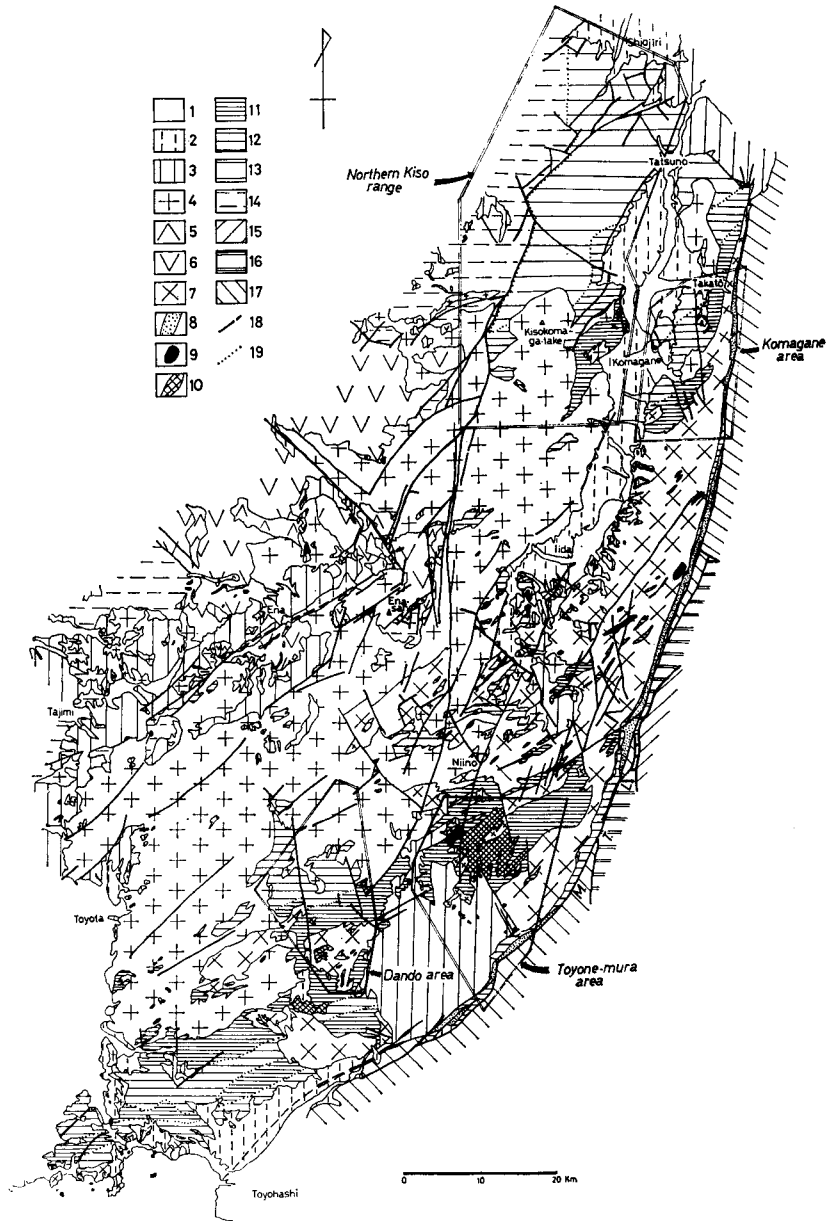 Shiojiri
1 11
2 12
3 13
4 14
5 15
6 16
7 17
8 18
9 19
10
Northern Kiso
range
Tatsuno
Takato
Kisokoma
ga-take
Komagane
Komagane
area
Iida
Ena
Ena
Tajimi
Niino
Toyota
Dando area
Toyone-mura
area
Toyohashi
0 10 20 Km